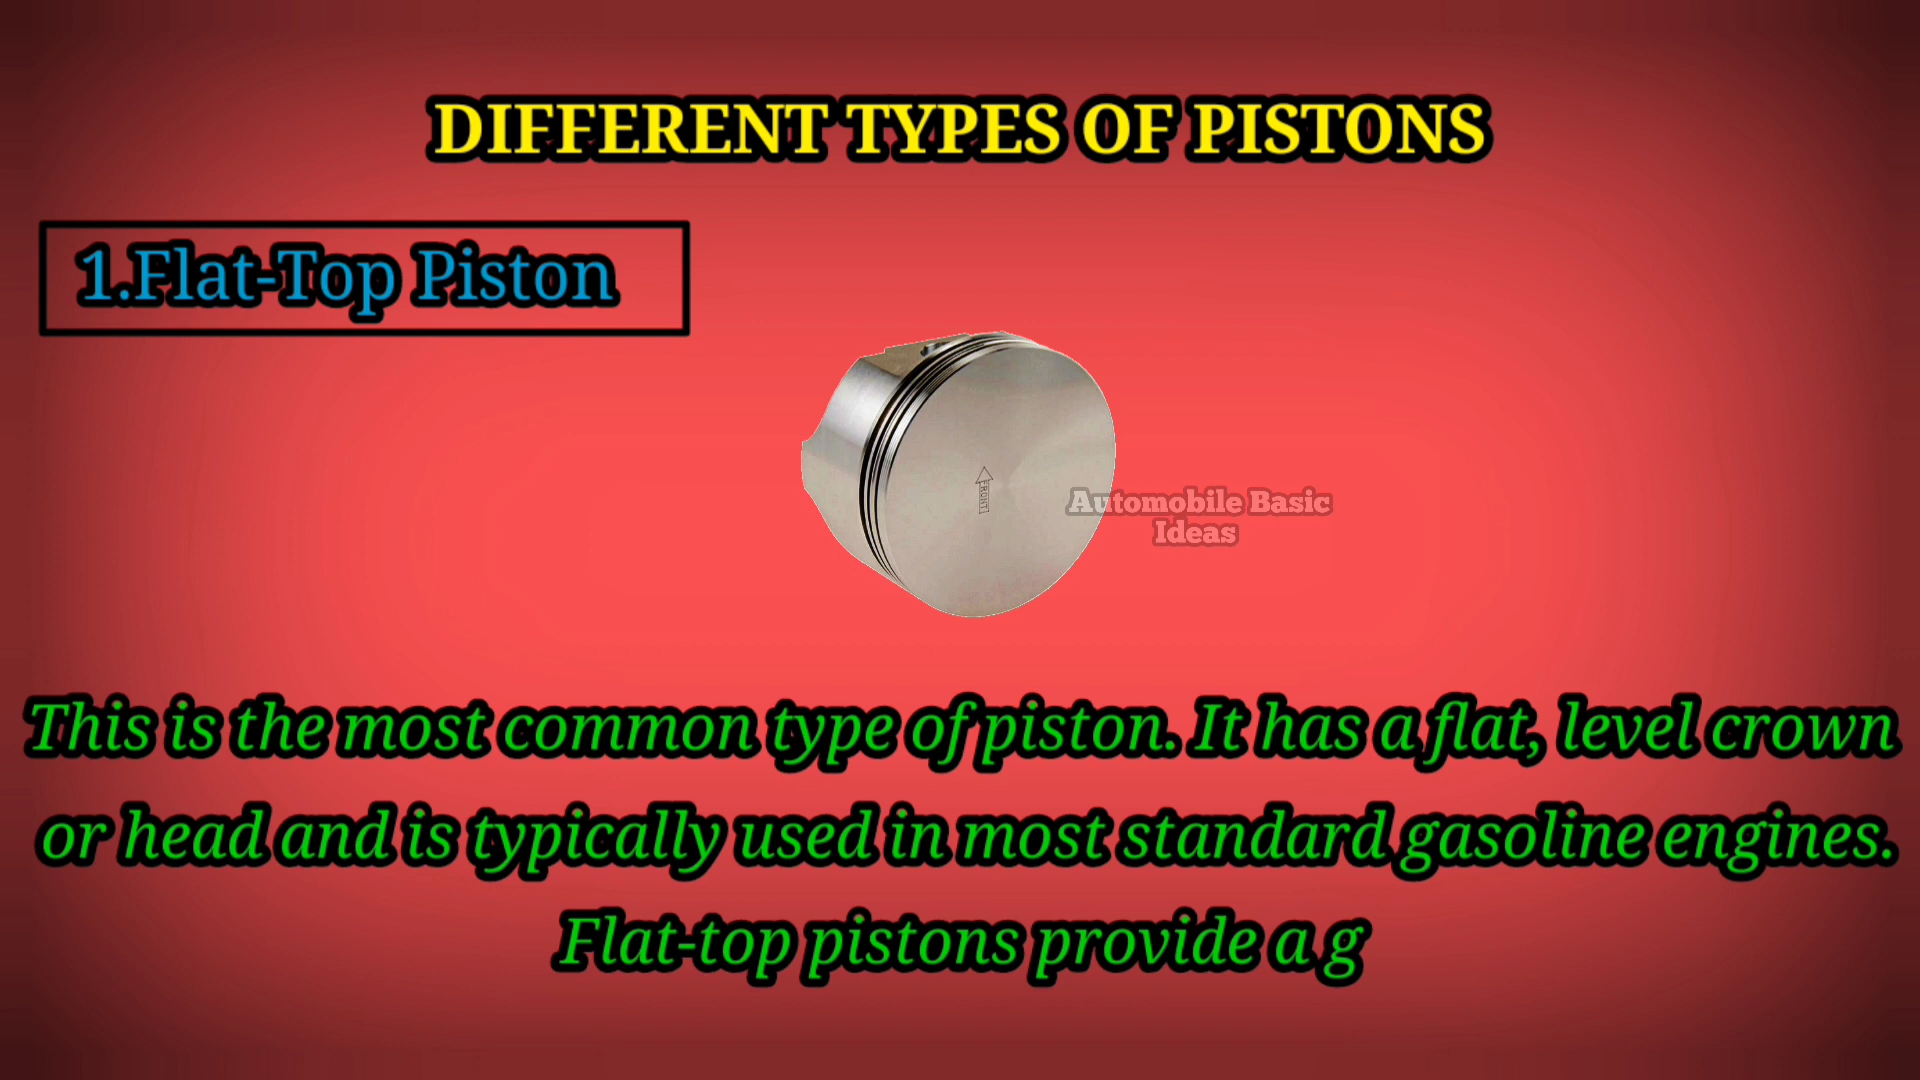 DIFFERENT TYPES OF PISTONS
1.Flat-Top Piston
FRONT
Automobile Basic
Ideas
This is the most common type of piston. It has a flat, level crown
or head and is typically used in most standard gasoline engines.
Flat-top pistons provide a g